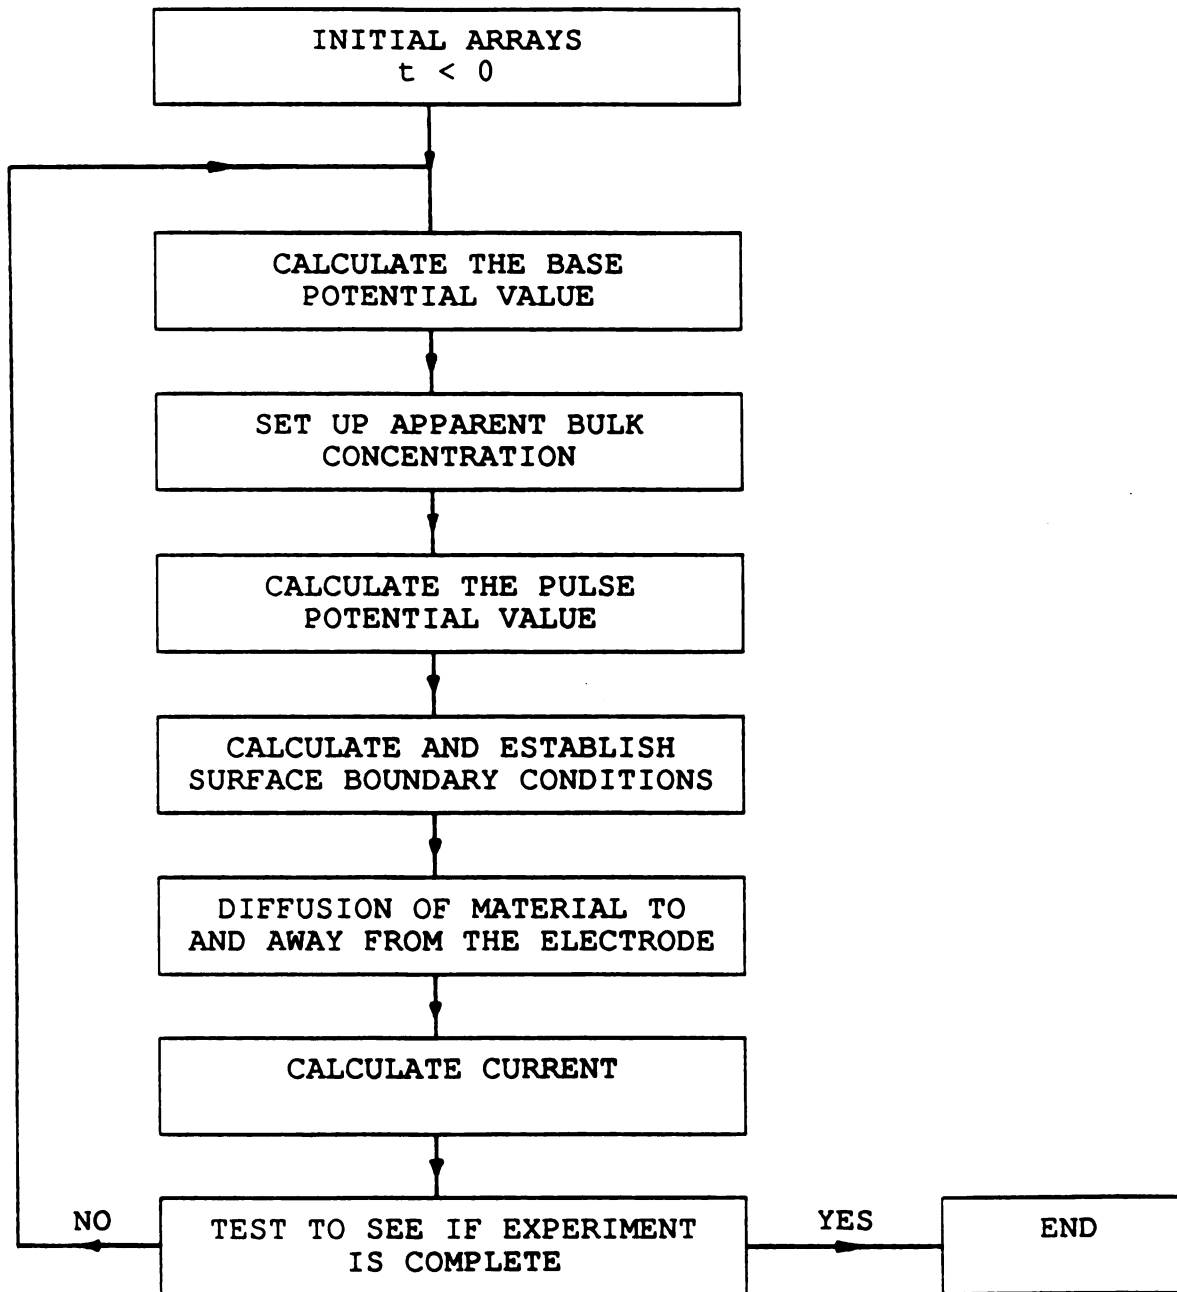 INITIAL ARRAYS
t < 0
CALCULATE THE BASE
POTENTIAL VALUE
SET UP APPARENT BULK
CONCENTRATION
CALCULATE THE PULSE
POTENTIAL VALUE
CALCULATE AND ESTABLISH
SURFACE BOUNDARY CONDITIONS
DIFFUSION OF MATERIAL TO
AND AWAY FROM THE ELECTRODE
CALCULATE CURRENT
NO
TEST TO SEE IF EXPERIMENT
IS COMPLETE
YES
END